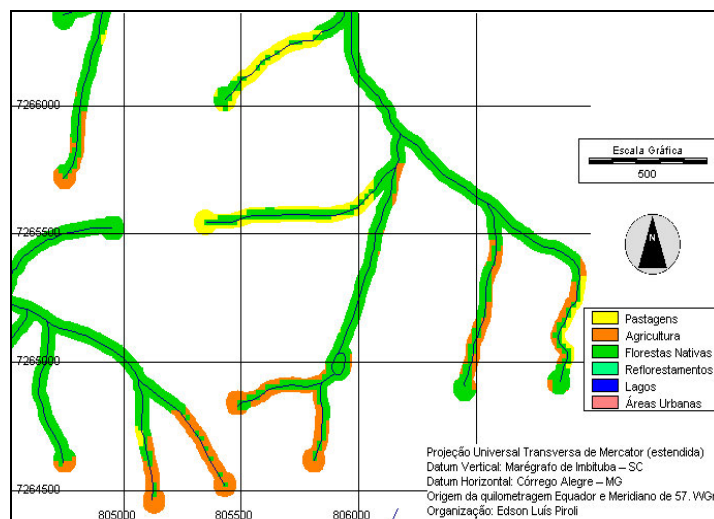 7266000
7265500
7265000
7264500
805000
805500
806000
Escala Gráfica
500
N
Pastagens
Agricultura
Florestas Nativas
Reflorestamentos
Lagos
Áreas Urbanas
Projeção Universal Transversa de Mercator (estendida)
Datum Vertical: Marégrafo de Imbituba – SC
Datum Horizontal: Córrego Alegre – MG
Origem da quilometragem Equador e Meridiano de 57. WGr
Organização: Edson Luís Piroli